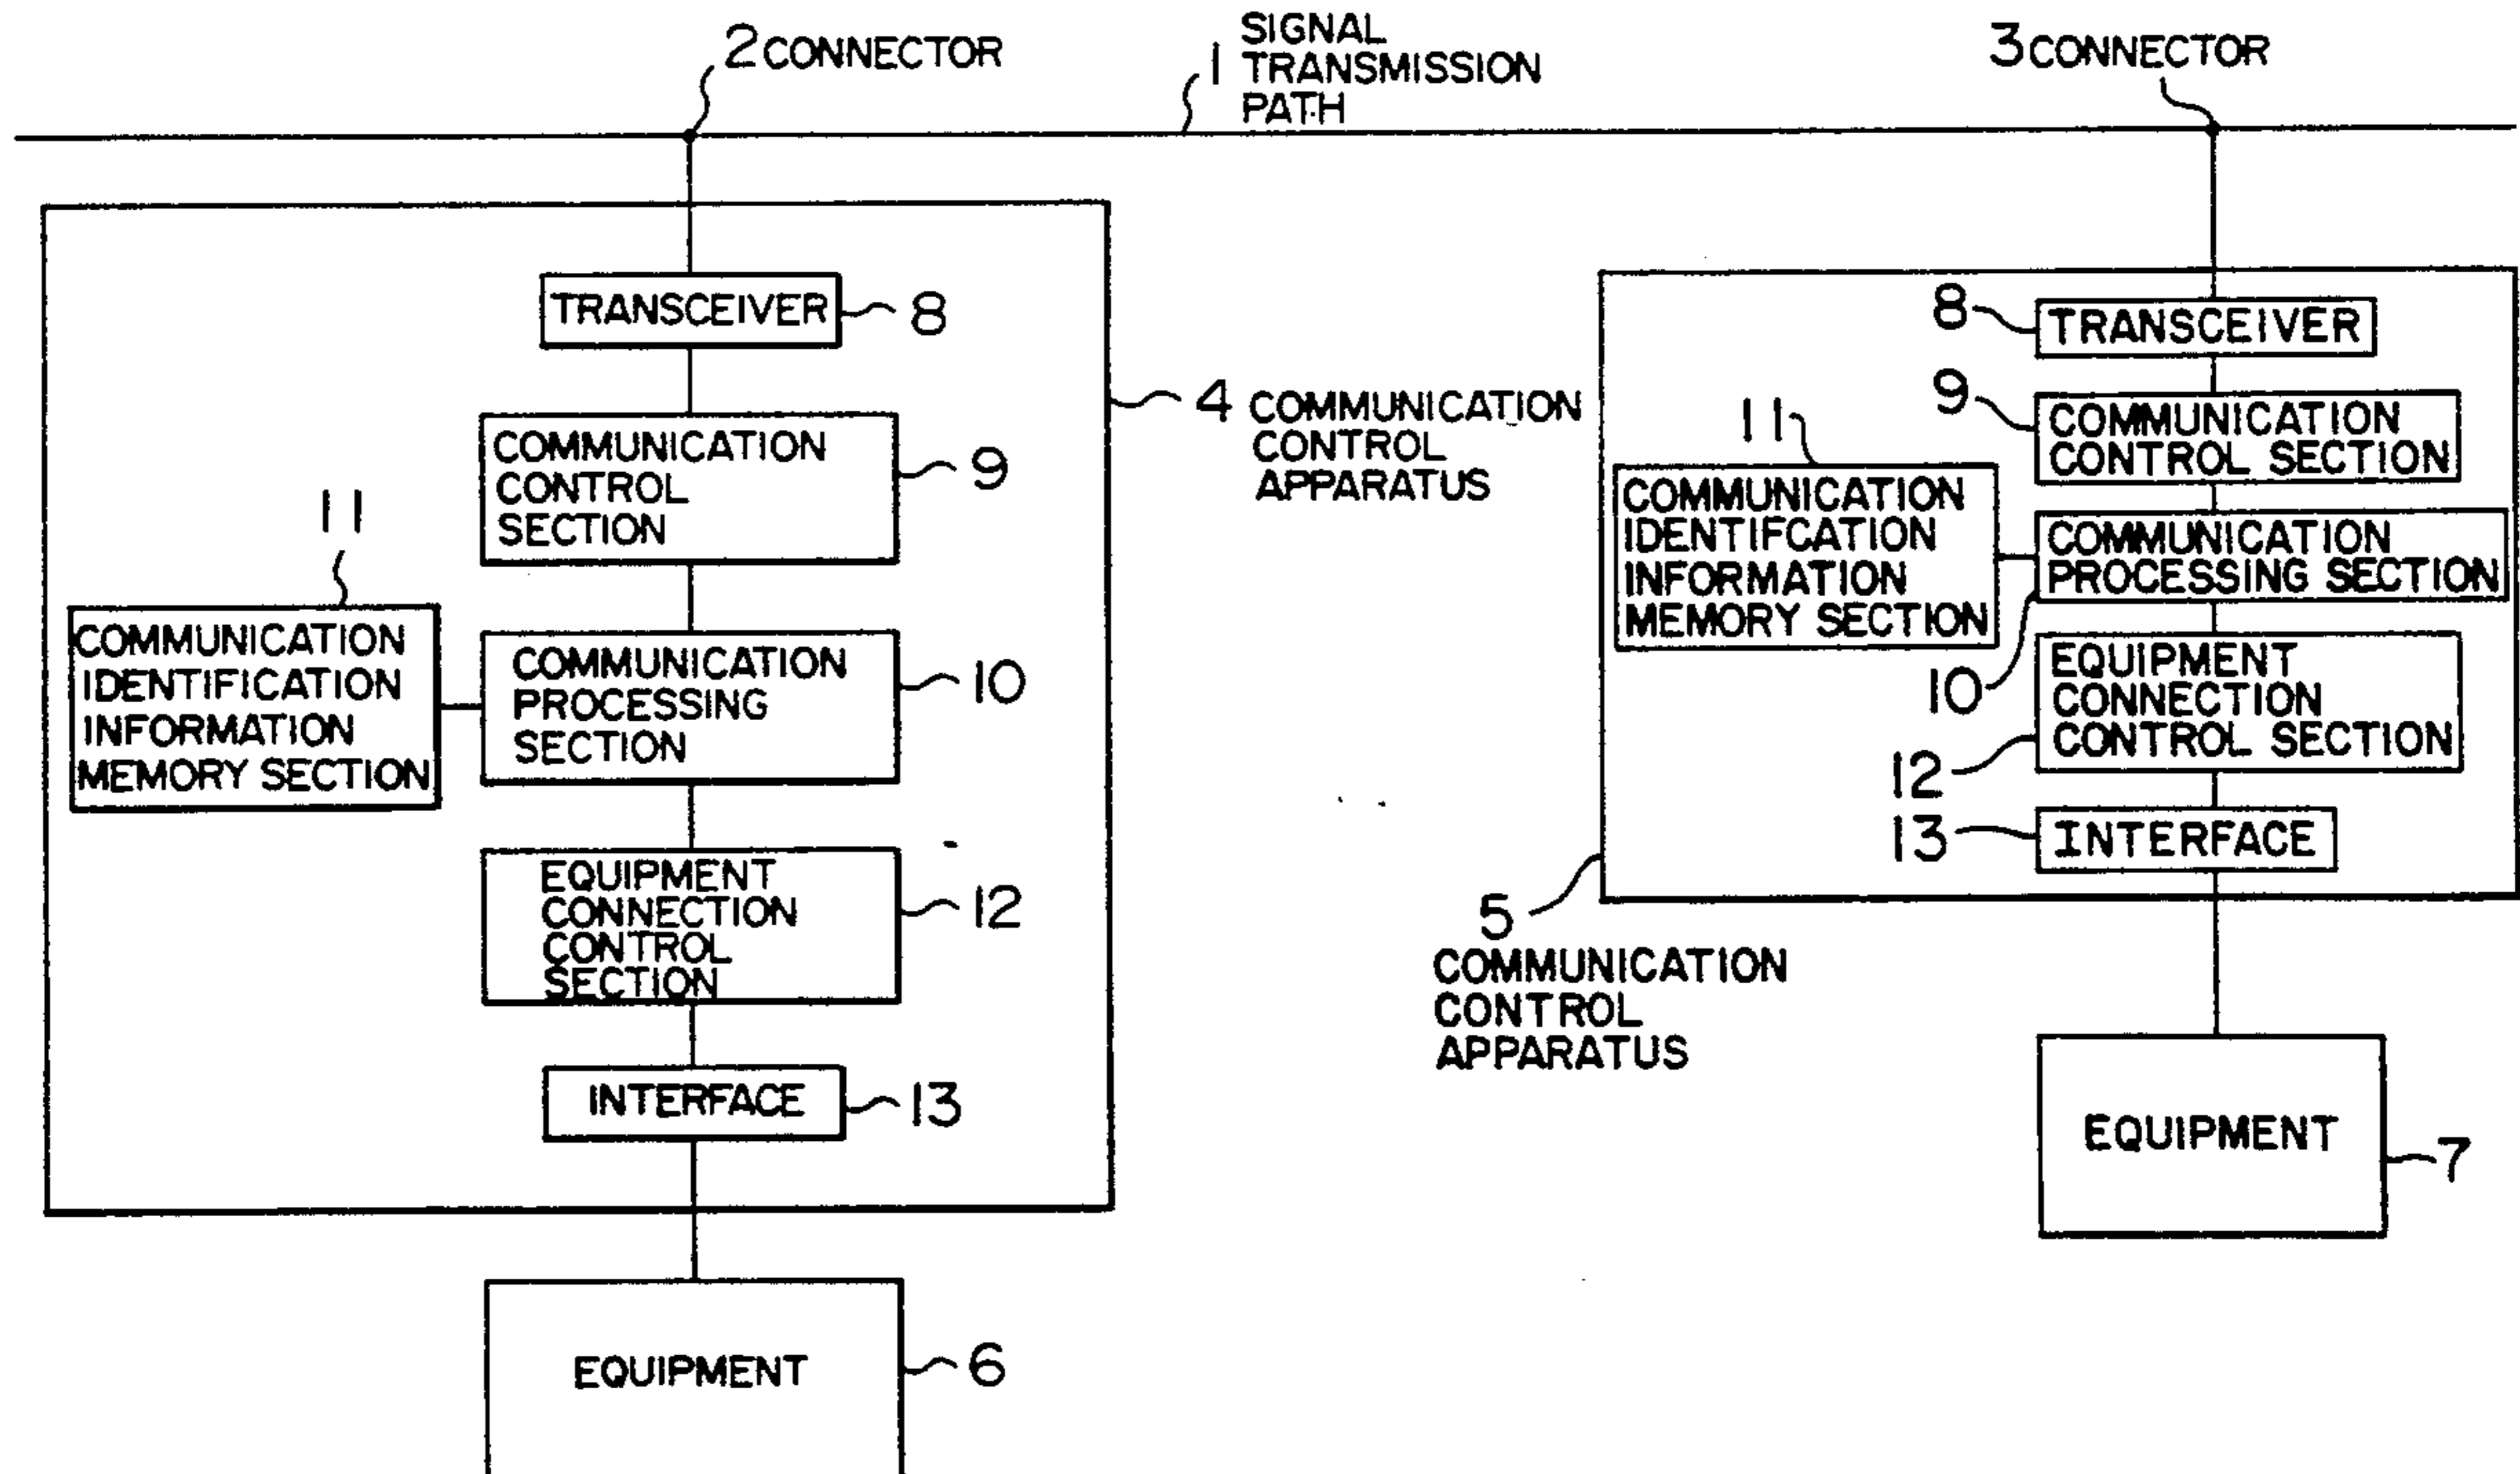 2 CONNECTOR
1 SIGNAL
TRANSMISSION
PATH
3 CONNECTOR
TRANSCEIVER
8
COMMUNICATION
CONTROL
SECTION
9
4 COMMUNICATION
CONTROL
APPARATUS
11
COMMUNICATION
IDENTIFICATION
INFORMATION
MEMORY SECTION
COMMUNICATION
PROCESSING
SECTION
10
EQUIPMENT
CONNECTION
CONTROL
SECTION
12
INTERFACE
13
EQUIPMENT
6
8
TRANSCEIVER
9
COMMUNICATION
CONTROL SECTION
11
COMMUNICATION
IDENTIFCATION
INFORMATION
MEMORY SECTION
COMMUNICATION
PROCESSING SECTION
10
EQUIPMENT
CONNECTION
CONTROL SECTION
12
13
INTERFACE
5
COMMUNICATION
CONTROL
APPARATUS
EQUIPMENT
7